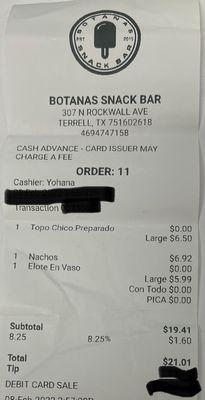 BOTANAS
EST 2015
SNACK BAR
BOTANAS SNACK BAR
307 N ROCKWALL AVE
TERRELL, TX 751602618
4694747158
CASH ADVANCE - CARD ISSUER MAY
CHARGE A FEE
ORDER: 11
Cashier: Yohana
Transaction
1 Topo Chico Preparado $0.00
Large $6.50
1 Nachos $6.92
1 Elote En Vaso $0.00
Large $5.99
Con Todo $0.00
PICA $0.00
Subtotal $19.41
8.25 8.25% $1.60
Total $21.01
Tip
DEBIT CARD SALE